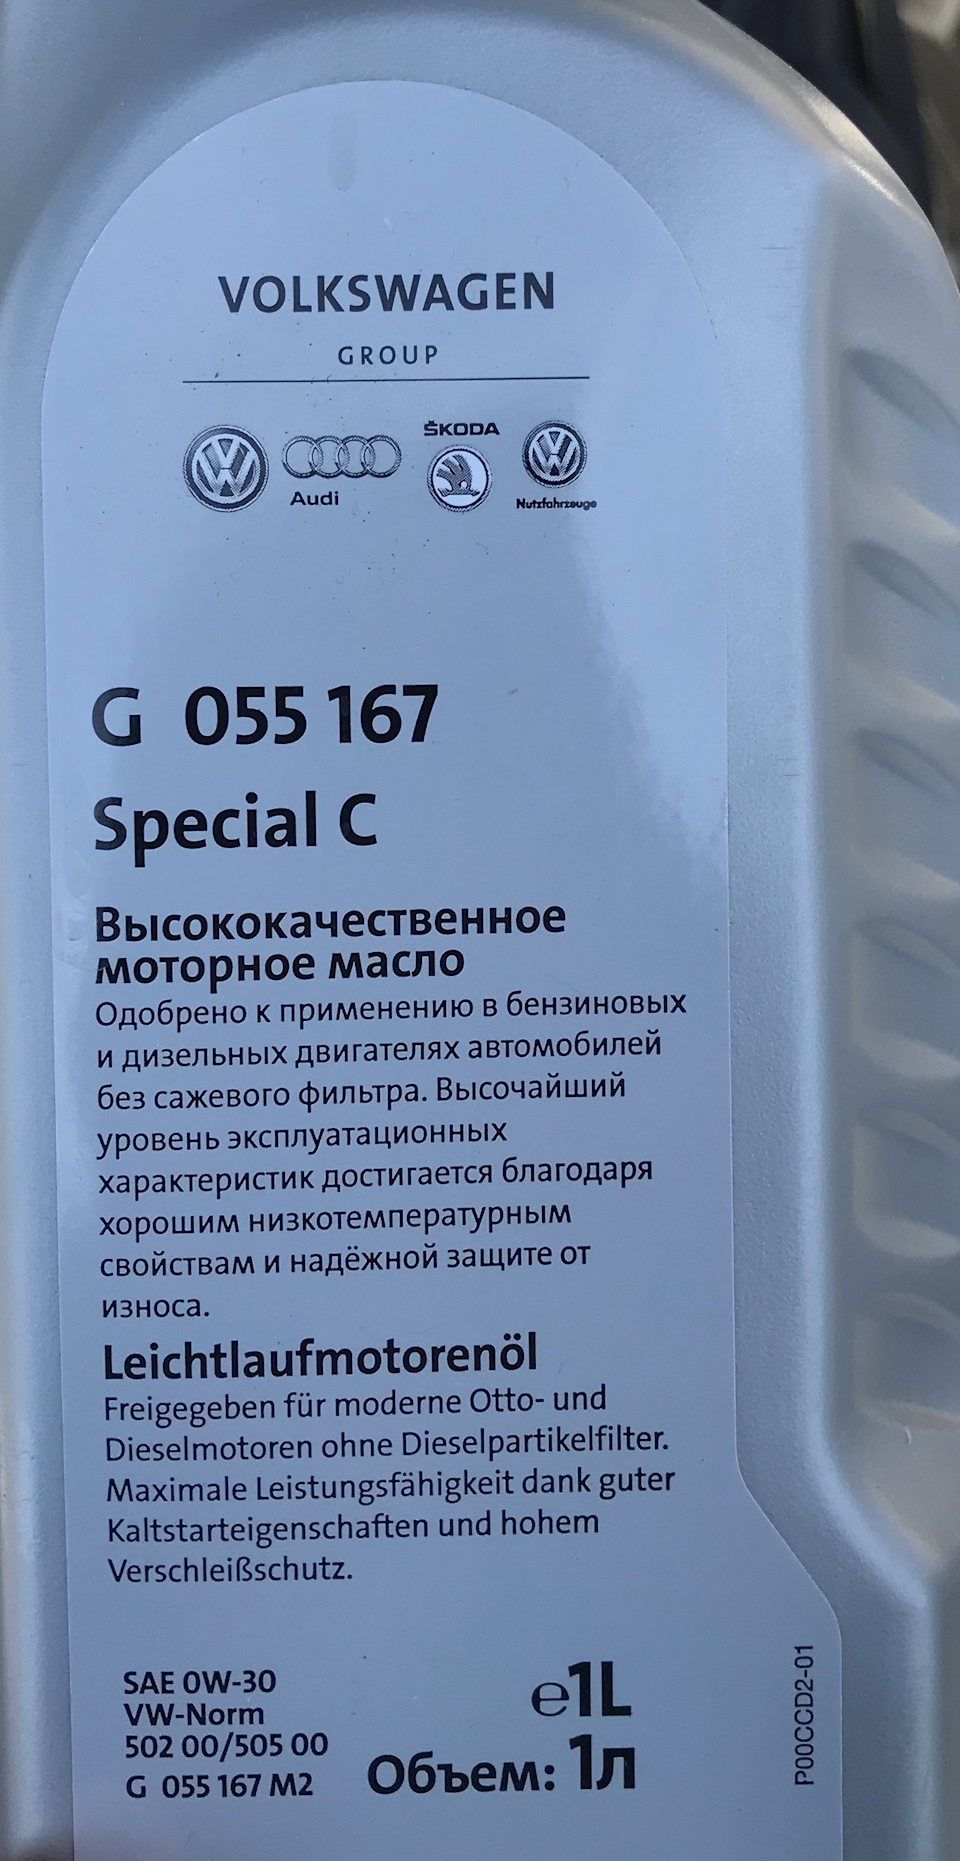 VOLKSWAGEN
GROUP
Audi
ŠKODA
Nutzfahrzeuge
G 055 167
Special C
Высококачественное
моторное масло
Одобрено к применению в бензиновых
и дизельных двигателях автомобилей
без сажевого фильтра. Высочайший
уровень эксплуатационных
характеристик достигается благодаря
хорошим низкотемпературным
свойствам и надёжной защите от
износа.
Leichtlaufmotorenöl
Freigegeben für moderne Otto- und
Dieselmotoren ohne Dieselpartikelfilter.
Maximale Leistungsfähigkeit dank guter
Kaltstarteigenschaften und hohem
Verschleißschutz.
SAE 0W-30
VW-Norm
502 00/505 00
G 055 167 M2
℮1L
Объем: 1л
P00CCD2-01